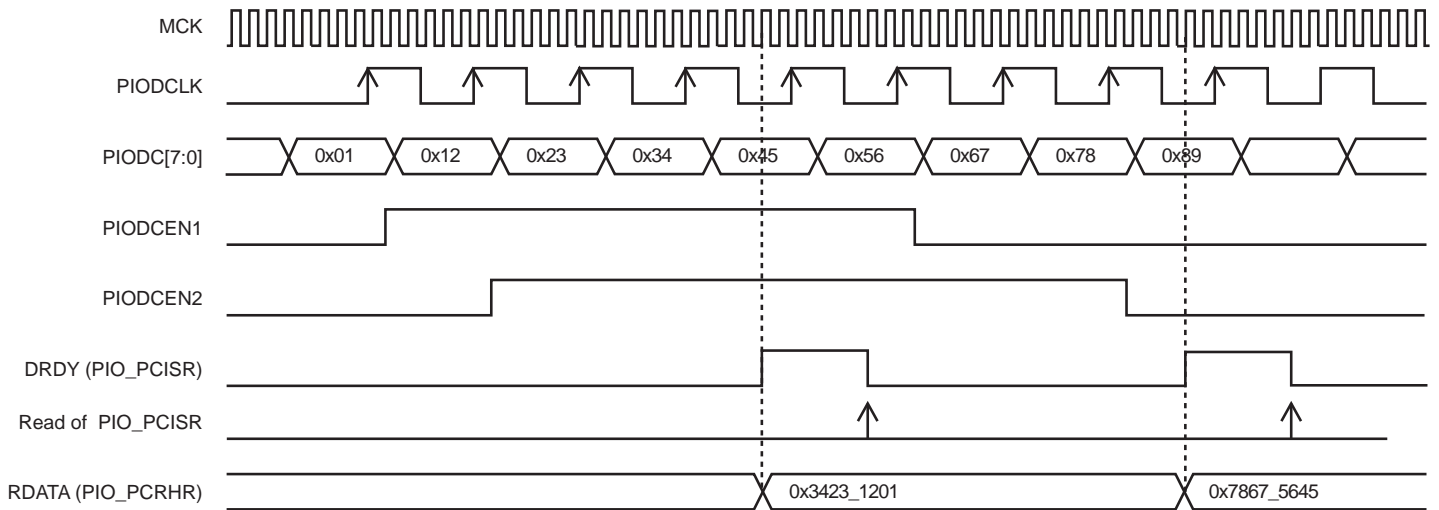 MCK
PIODCLK
PIODC[7:0] 0x01 0x12 0x23 0x34 0x45 0x56 0x67 0x78 0x89
PIODCEN1
PIODCEN2
DRDY (PIO_PCISR)
Read of PIO_PCISR
RDATA (PIO_PCRHR) 0x3423_1201 0x7867_5645